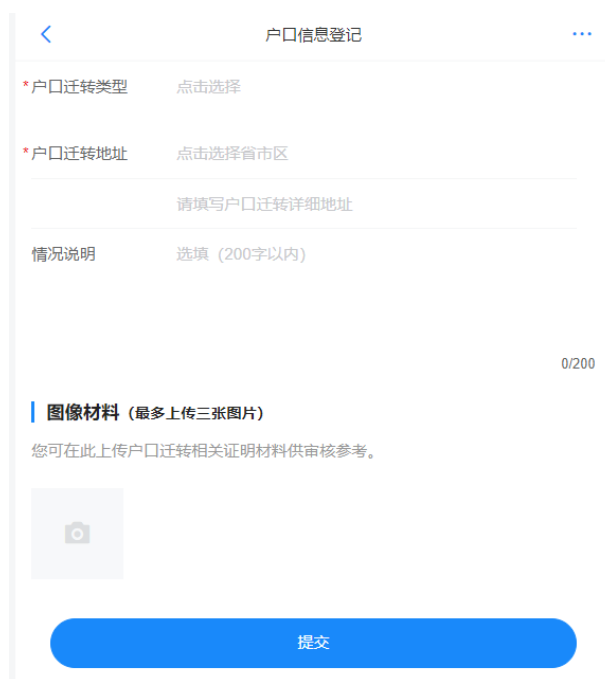 户口信息登记
*户口迁转类型 点击选择
*户口迁转地址 点击选择省市区
请填写户口迁转详细地址
情况说明 选填（200字以内）
0/200
图像材料（最多上传三张图片）
您可在此上传户口迁转相关证明材料供审核参考。
提交